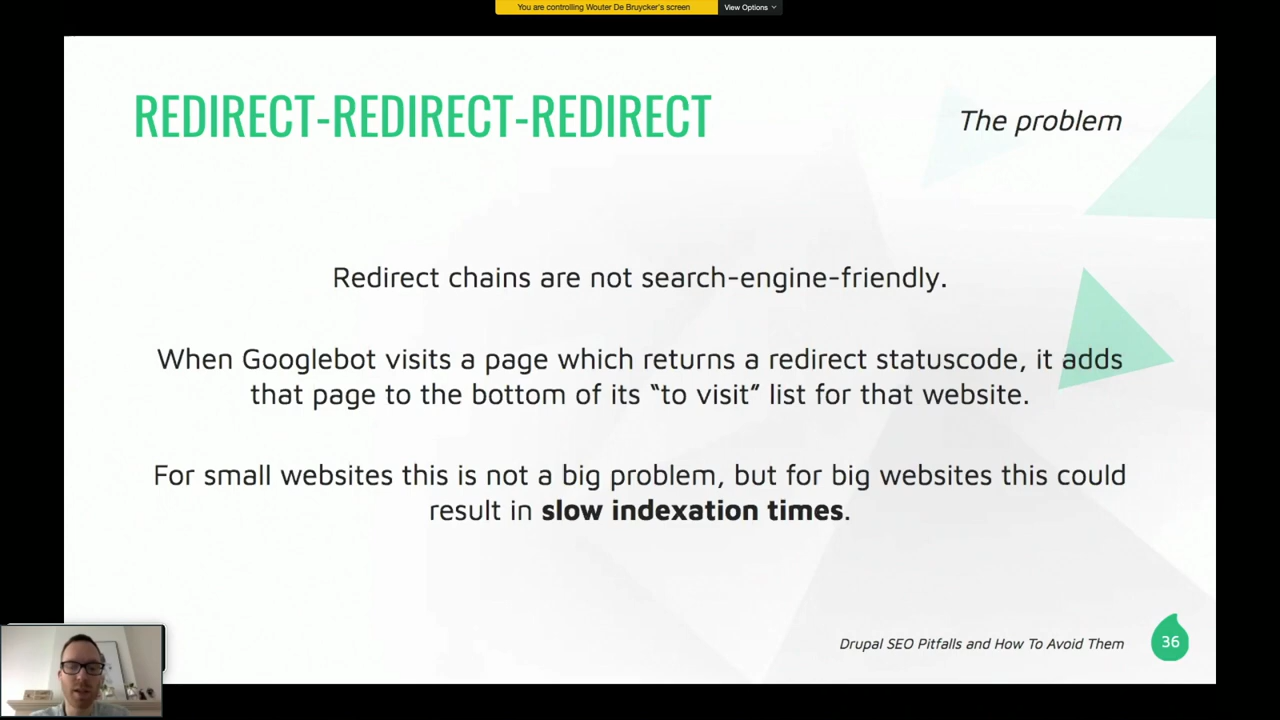 You are controlling Wouter De Bruycker's screen
View Options
REDIRECT-REDIRECT-REDIRECT
The problem
Redirect chains are not search-engine-friendly.
When Googlebot visits a page which returns a redirect statuscode, it adds
that page to the bottom of its “to visit” list for that website.
For small websites this is not a big problem, but for big websites this could
result in slow indexation times.
Drupal SEO Pitfalls and How To Avoid Them
36